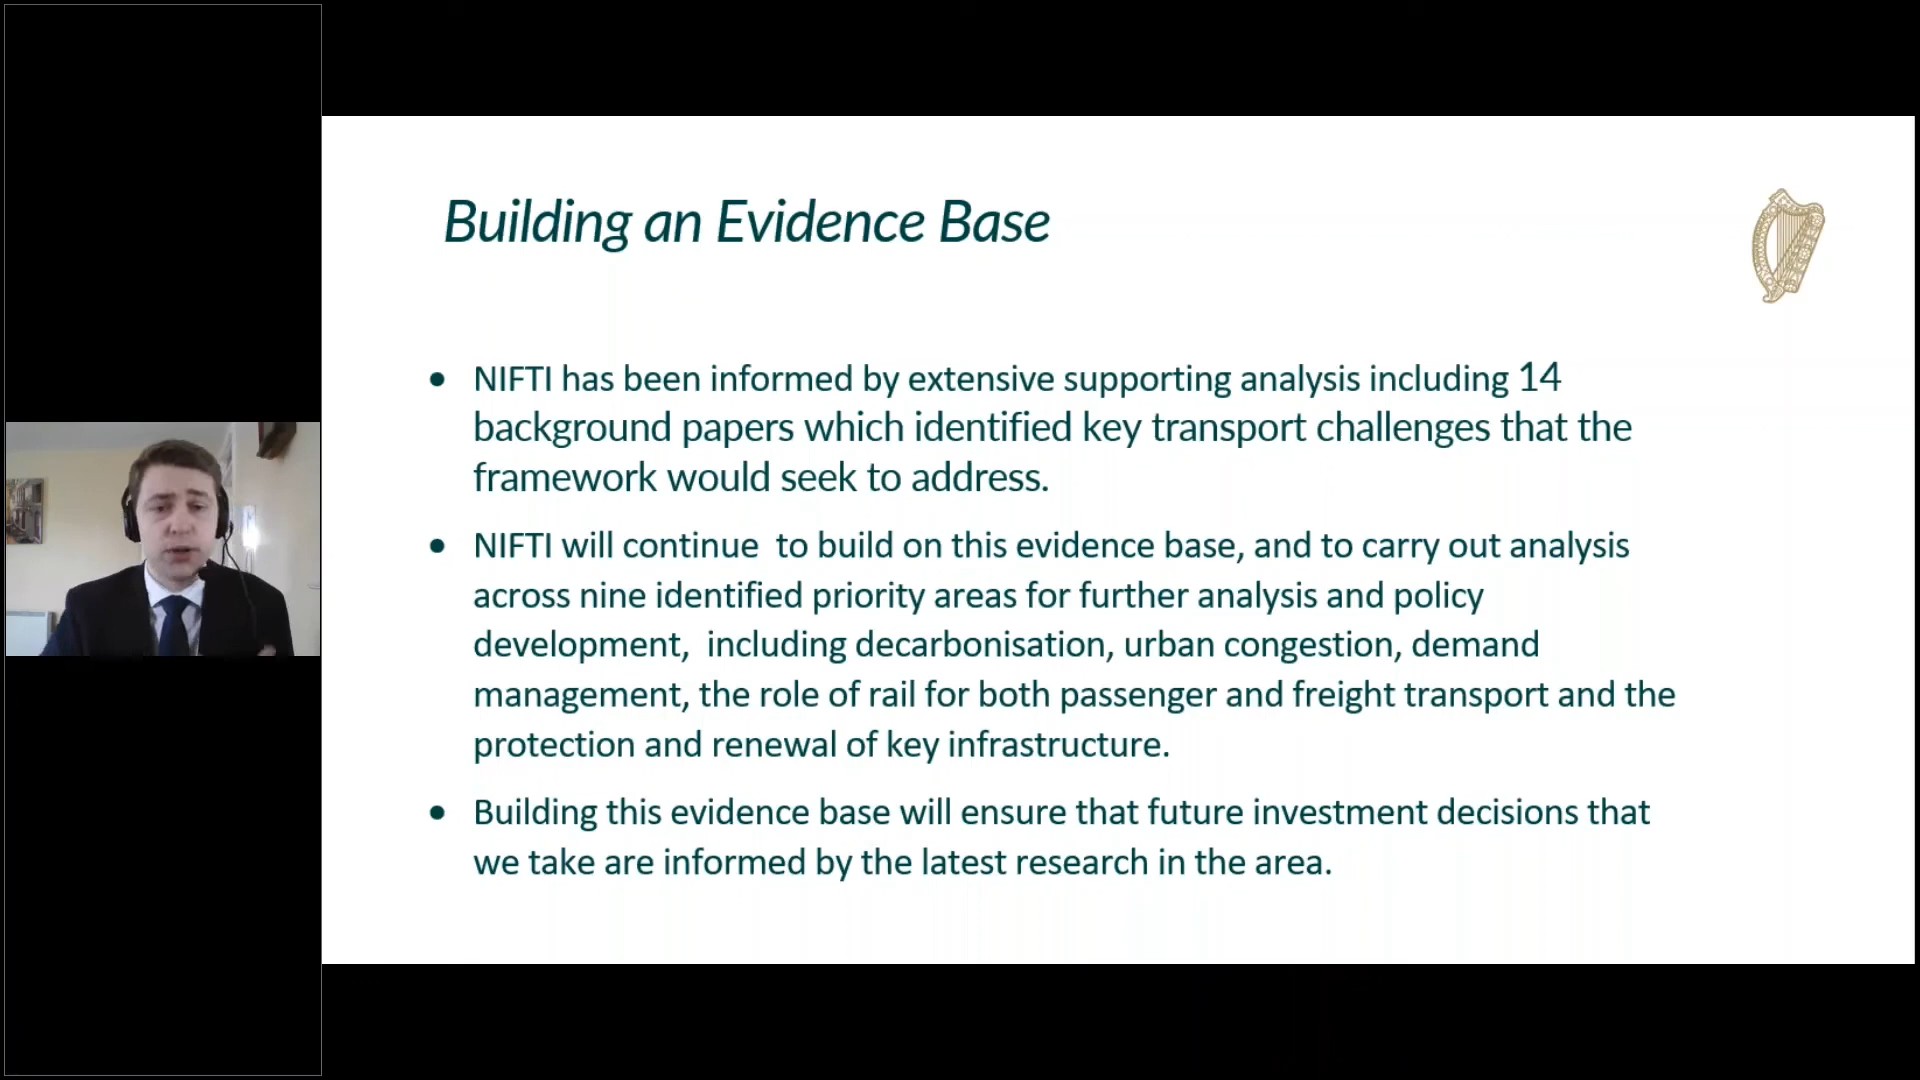 Building an Evidence Base
• NIFTI has been informed by extensive supporting analysis including 14
background papers which identified key transport challenges that the
framework would seek to address.
• NIFTI will continue  to build on this evidence base, and to carry out analysis
across nine identified priority areas for further analysis and policy
development,  including decarbonisation, urban congestion, demand
management, the role of rail for both passenger and freight transport and the
protection and renewal of key infrastructure.
• Building this evidence base will ensure that future investment decisions that
we take are informed by the latest research in the area.